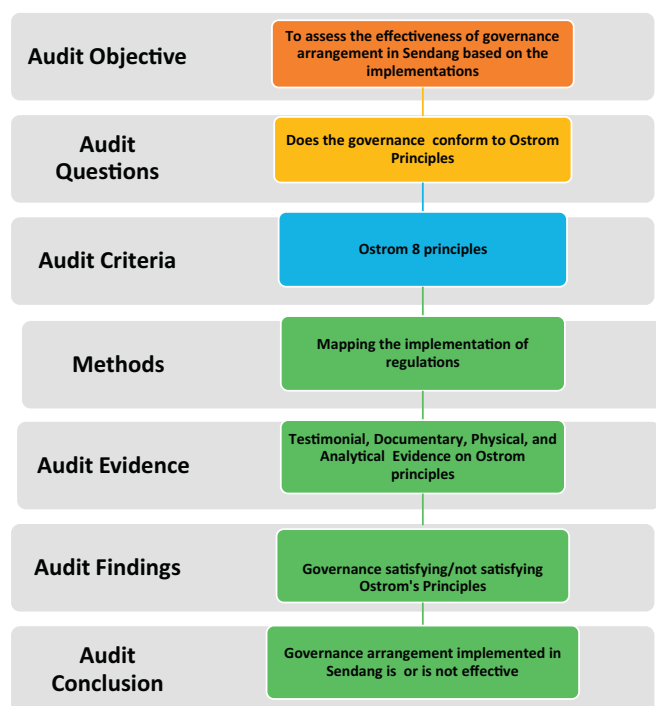 Audit Objective
To assess the effectiveness of governance
arrangement in Sendang based on the
implementations
Audit
Questions
Does the governance conform to Ostrom
Principles
Audit Criteria
Ostrom 8 principles
Methods
Mapping the implementation of
regulations
Audit Evidence
Testimonial, Documentary, Physical, and
Analytical Evidence on Ostrom
principles
Audit Findings
Governance satisfying/not satisfying
Ostrom's Principles
Audit
Conclusion
Governance arrangement implemented in
Sendang is or is not effective